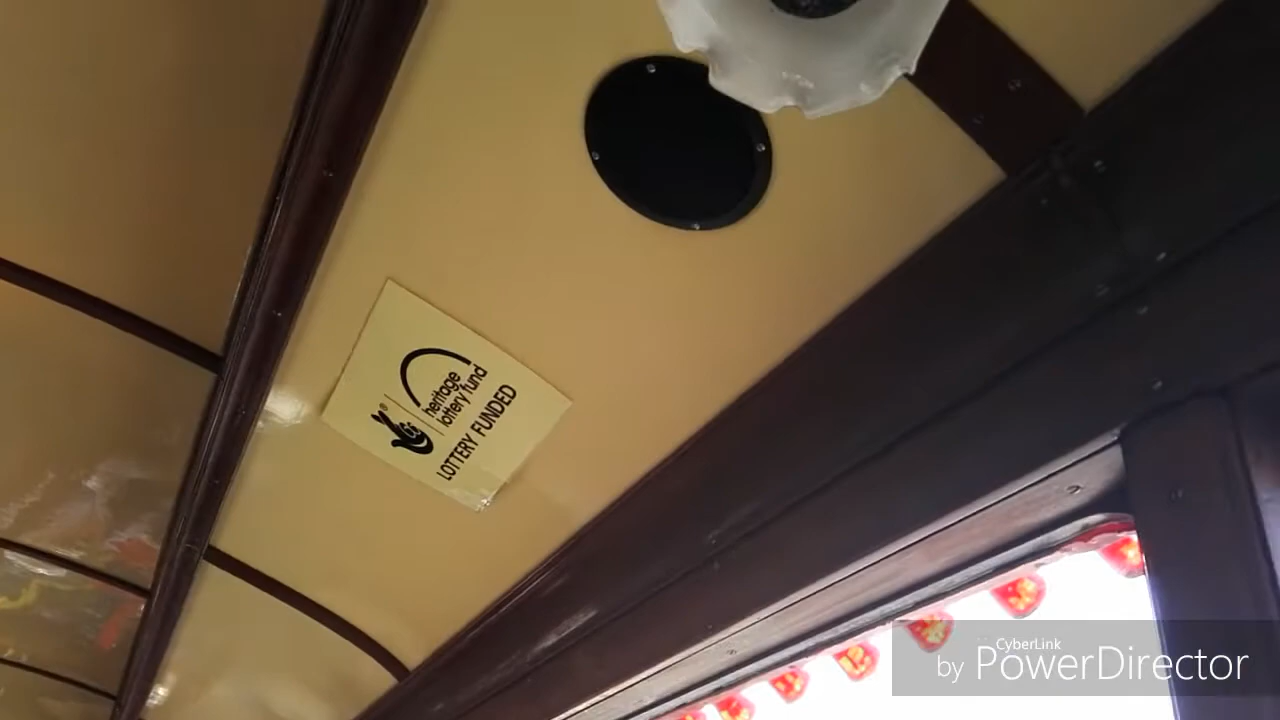 heritage
lottery fund
LOTTERY FUNDED
CyberLink
by PowerDirector